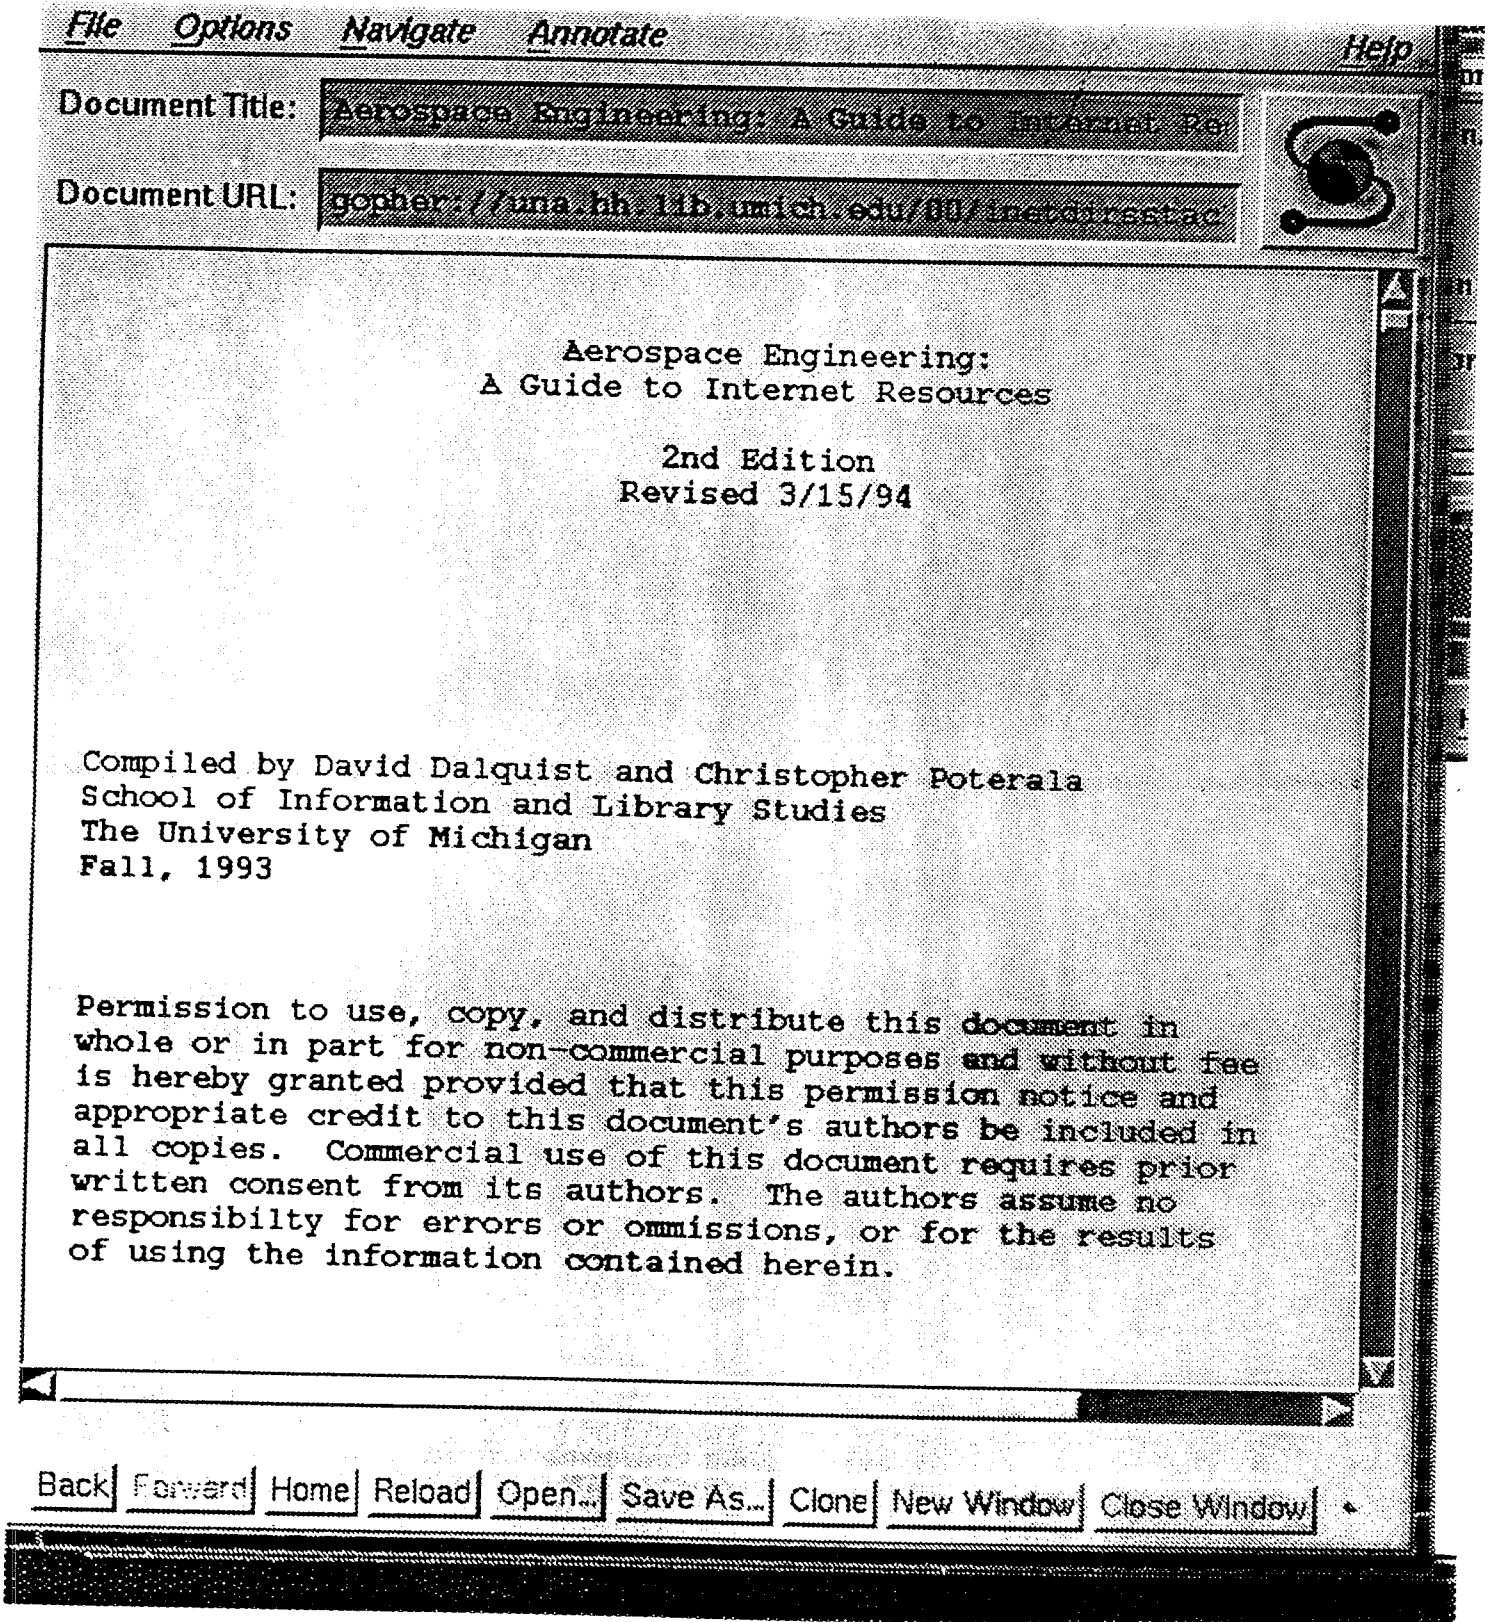 File Options Navigate Annotate Help
Document Title: Aerospace Engineering: A Guide to Internet Re
Document URL: gopher://una.hh.lib.umich.edu/00/inetdirsstac
Aerospace Engineering:
A Guide to Internet Resources
2nd Edition
Revised 3/15/94
Compiled by David Dalquist and Christopher Poterala
School of Information and Library Studies
The University of Michigan
Fall, 1993
Permission to use, copy, and distribute this document in
whole or in part for non-commercial purposes and without fee
is hereby granted provided that this permission notice and
appropriate credit to this document's authors be included in
all copies.  Commercial use of this document requires prior
written consent from its authors.  The authors assume no
responsibilty for errors or ommissions, or for the results
of using the information contained herein.
Back Forward Home Reload Open... Save As... Clone New Window Close Window